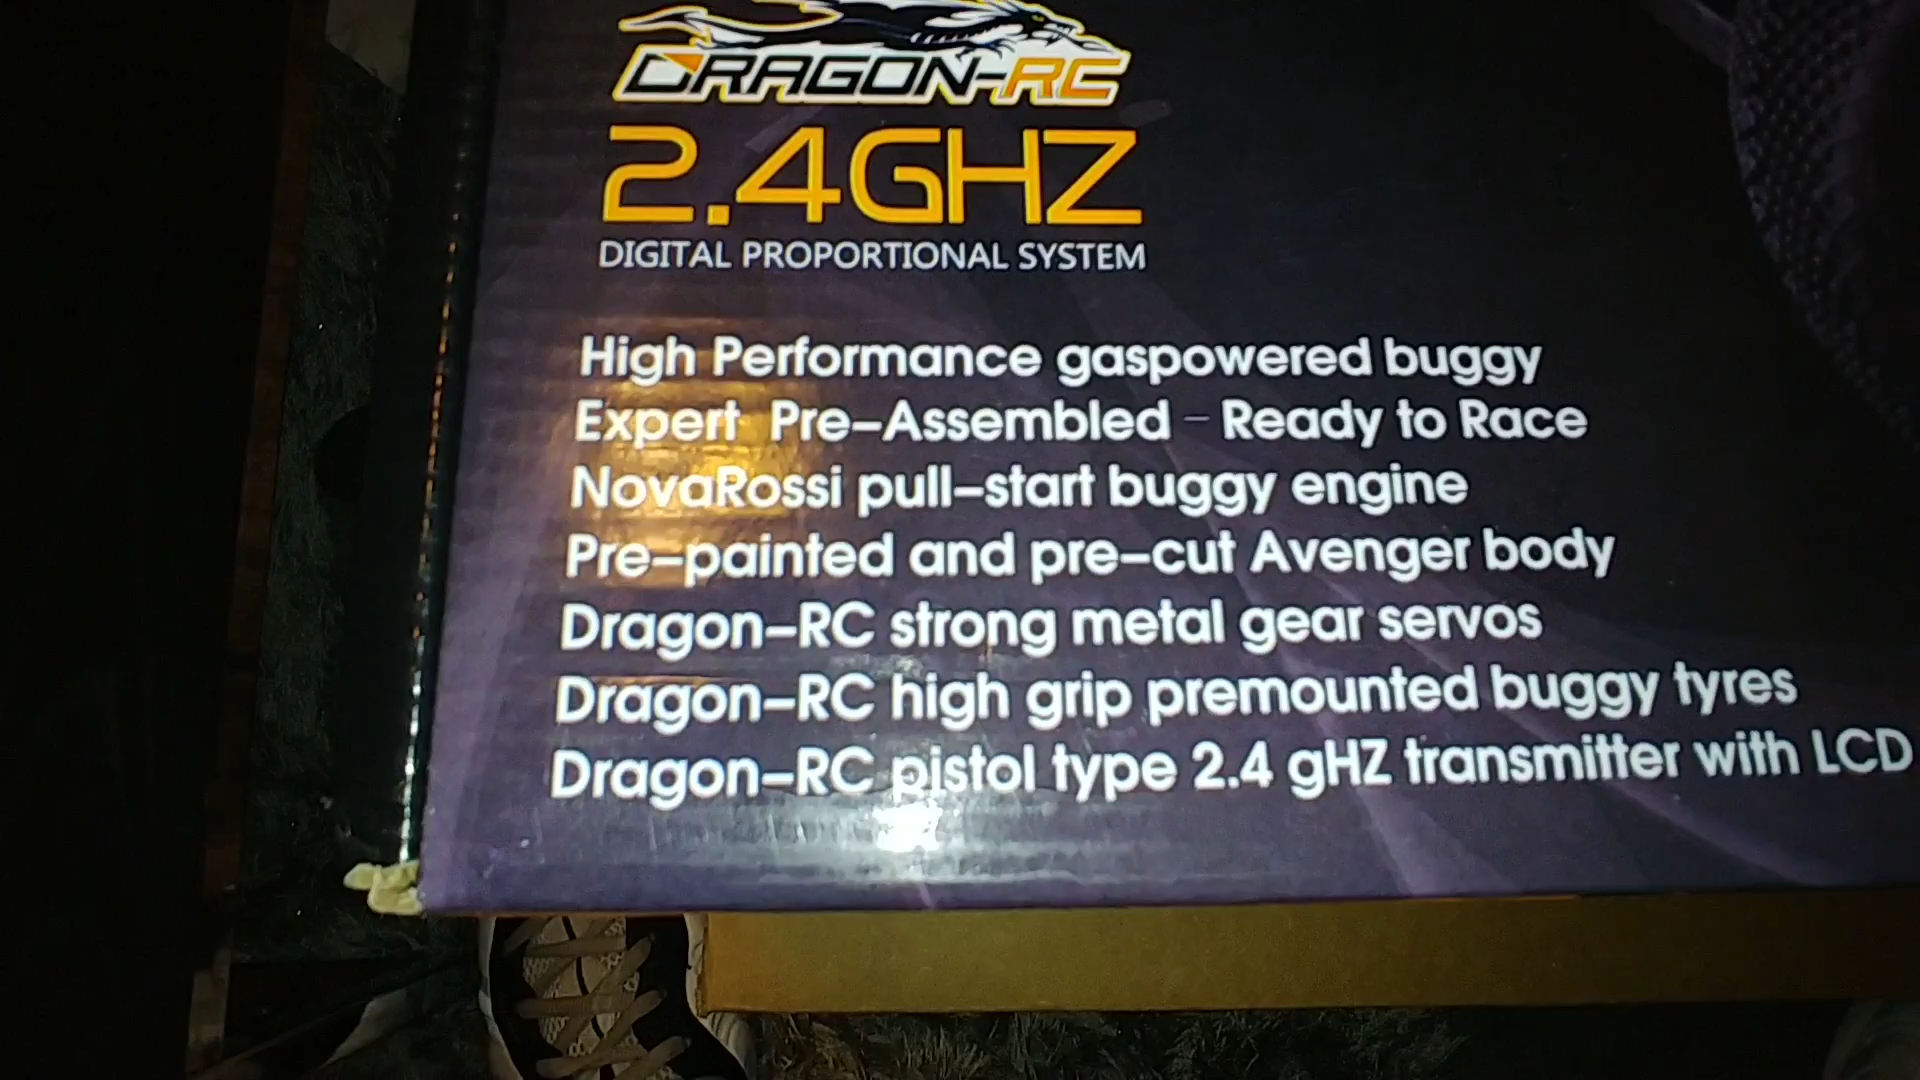 DRAGON-RC
2.4GHZ
DIGITAL PROPORTIONAL SYSTEM
High Performance gaspowered buggy
Expert Pre-Assembled - Ready to Race
NovaRossi pull-start buggy engine
Pre-painted and pre-cut Avenger body
Dragon-RC strong metal gear servos
Dragon-RC high grip premounted buggy tyres
Dragon-RC pistol type 2.4 gHZ transmitter with LCD